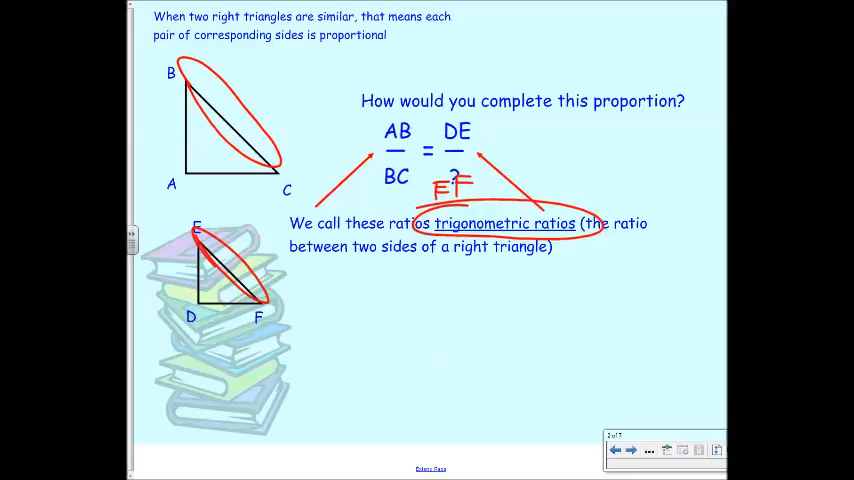 When two right triangles are similar, that means each
pair of corresponding sides is proportional
B
A
C
How would you complete this proportion?
AB = DE
BC ?
EF
We call these ratios trigonometric ratios (the ratio
between two sides of a right triangle)
E
D
F
2 of 7
Extend Page